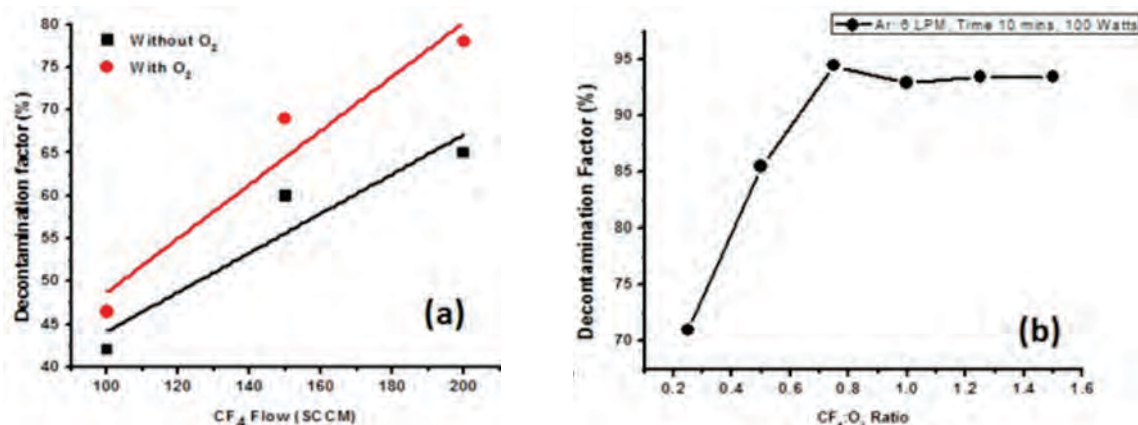 80
75
70
65
60
55
50
45
40
100 120 140 160 180 200
Decontamination factor (%)
CF4 Flow (SCCM)
Without O2
With O2
(a)
Ar: 6 LPM, Time 10 mins, 100 Watts
95
90
85
80
75
70
0.2 0.4 0.6 0.8 1.0 1.2 1.4 1.6
Decontamination Factor (%)
CF4:O2 Ratio
(b)